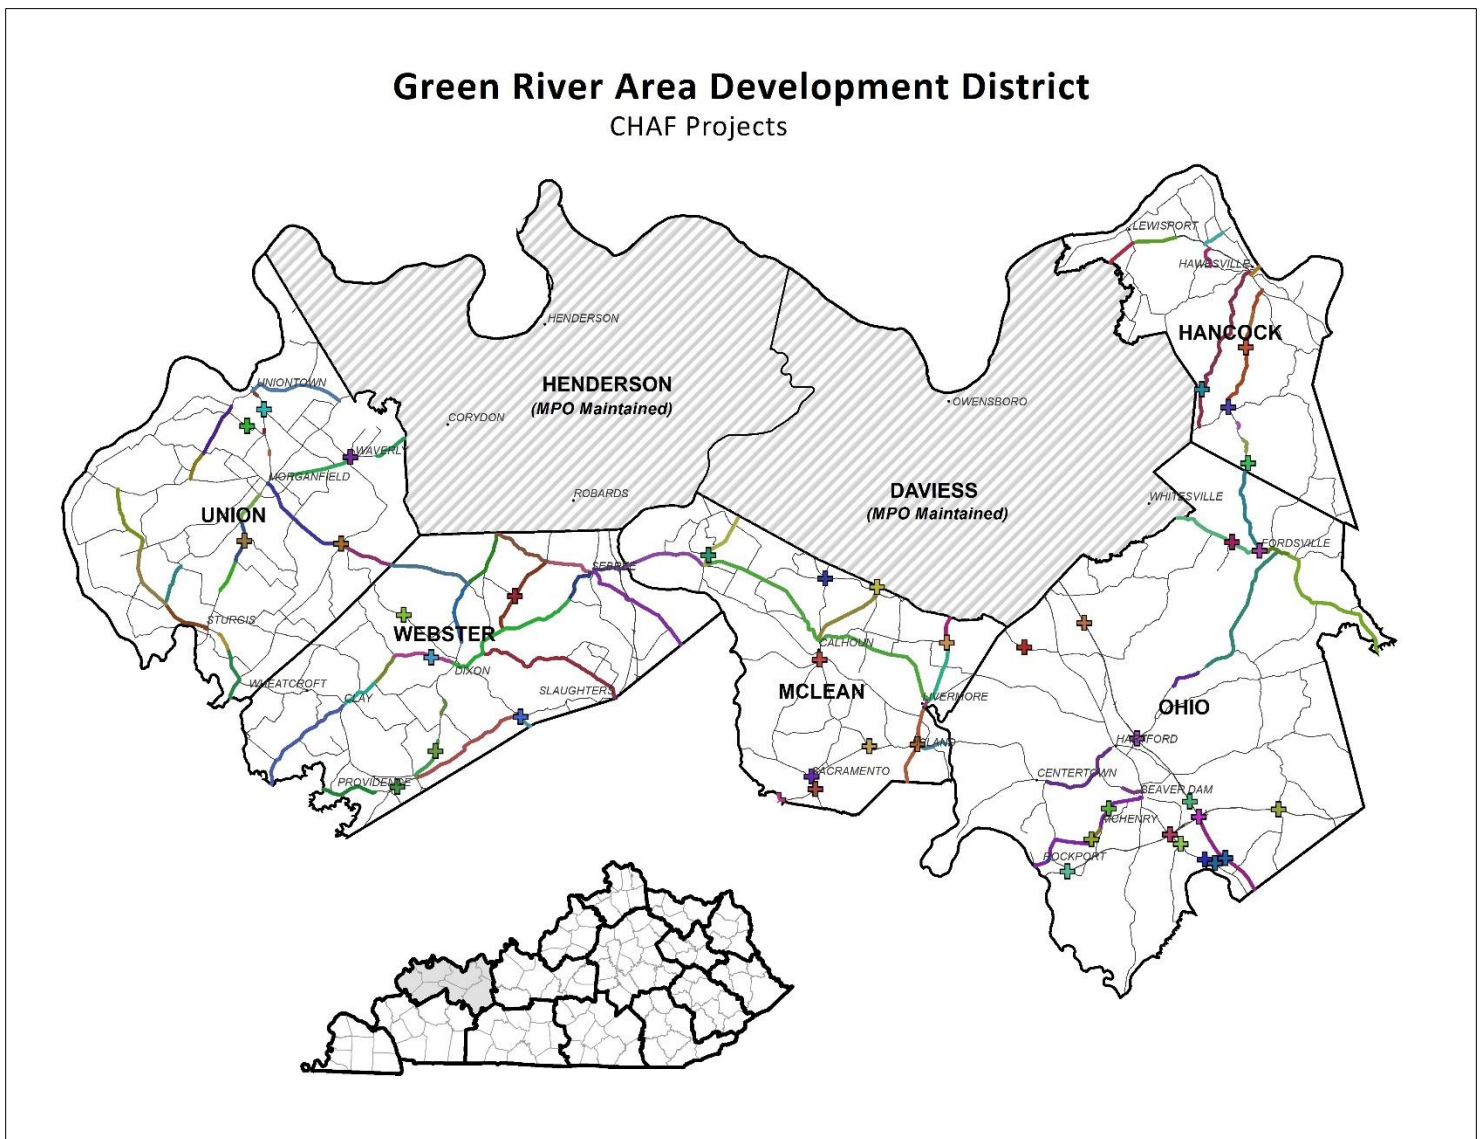 Green River Area Development District
CHAF Projects
LEWISPORT
HAWESVILLE
HANCOCK
HENDERSON
HENDERSON
(MPO Maintained)
UNIONTOWN
CORYDON
OWENSBORO
WAVERLY
MORGANFIELD
ROBARDS
DAVIESS
(MPO Maintained)
WHITESVILLE
UNION
FORDSVILLE
SEBREE
STURGIS
WEBSTER
CALHOUN
DIXON
WHEATCROFT
CLAY
SLAUGHTERS
MCLEAN
LIVERMORE
OHIO
HARTFORD
ISLAND
SACRAMENTO
PROVIDENCE
CENTERTOWN
BEAVER DAM
MCHENRY
ROCKPORT